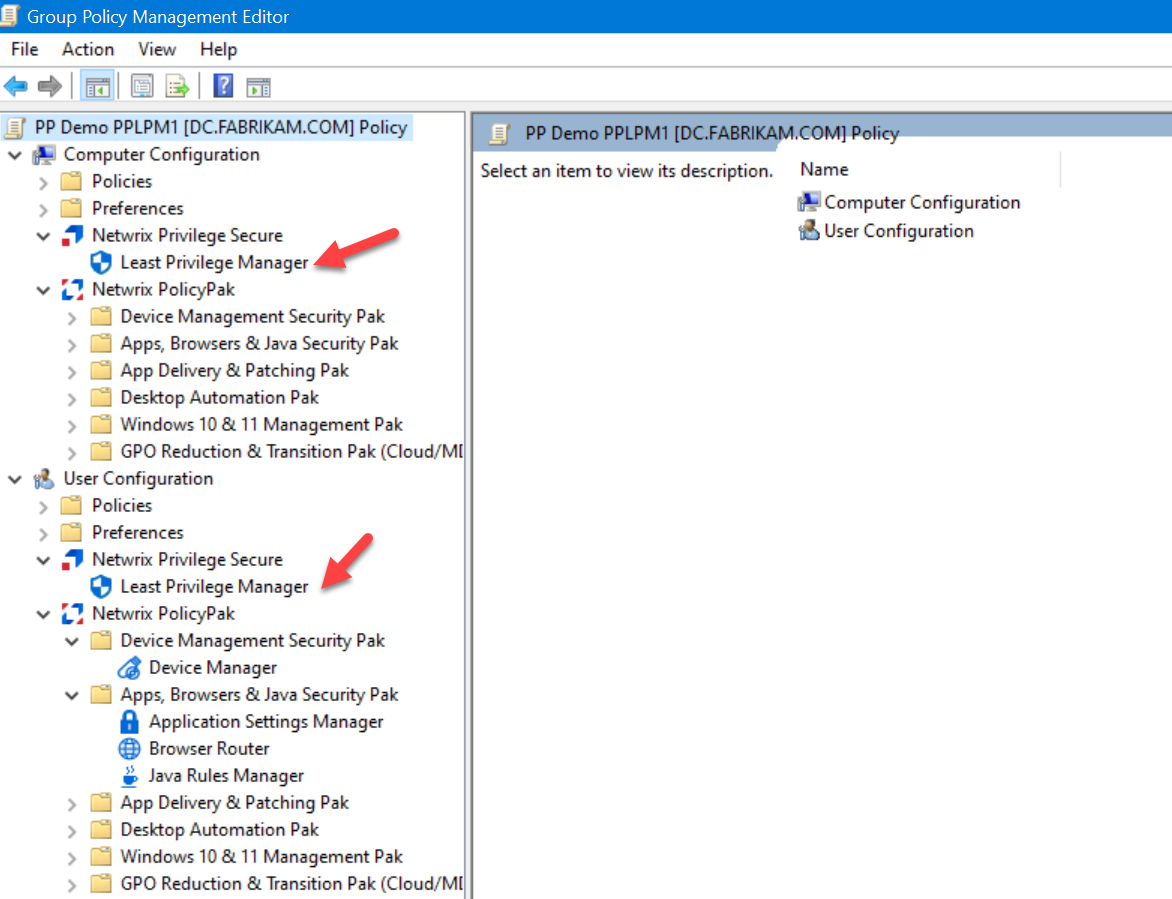 Group Policy Management Editor
File Action View Help
PP Demo PPLPM1 [DC.FABRIKAM.COM] Policy
Computer Configuration
Policies
Preferences
Netwrix Privilege Secure
Least Privilege Manager
Netwrix PolicyPak
Device Management Security Pak
Apps, Browsers & Java Security Pak
App Delivery & Patching Pak
Desktop Automation Pak
Windows 10 & 11 Management Pak
GPO Reduction & Transition Pak (Cloud/MD
User Configuration
Policies
Preferences
Netwrix Privilege Secure
Least Privilege Manager
Netwrix PolicyPak
Device Management Security Pak
Device Manager
Apps, Browsers & Java Security Pak
Application Settings Manager
Browser Router
Java Rules Manager
App Delivery & Patching Pak
Desktop Automation Pak
Windows 10 & 11 Management Pak
GPO Reduction & Transition Pak (Cloud/MD
PP Demo PPLPM1 [DC.FABRIKAM.COM] Policy
Select an item to view its description.
Name
Computer Configuration
User Configuration